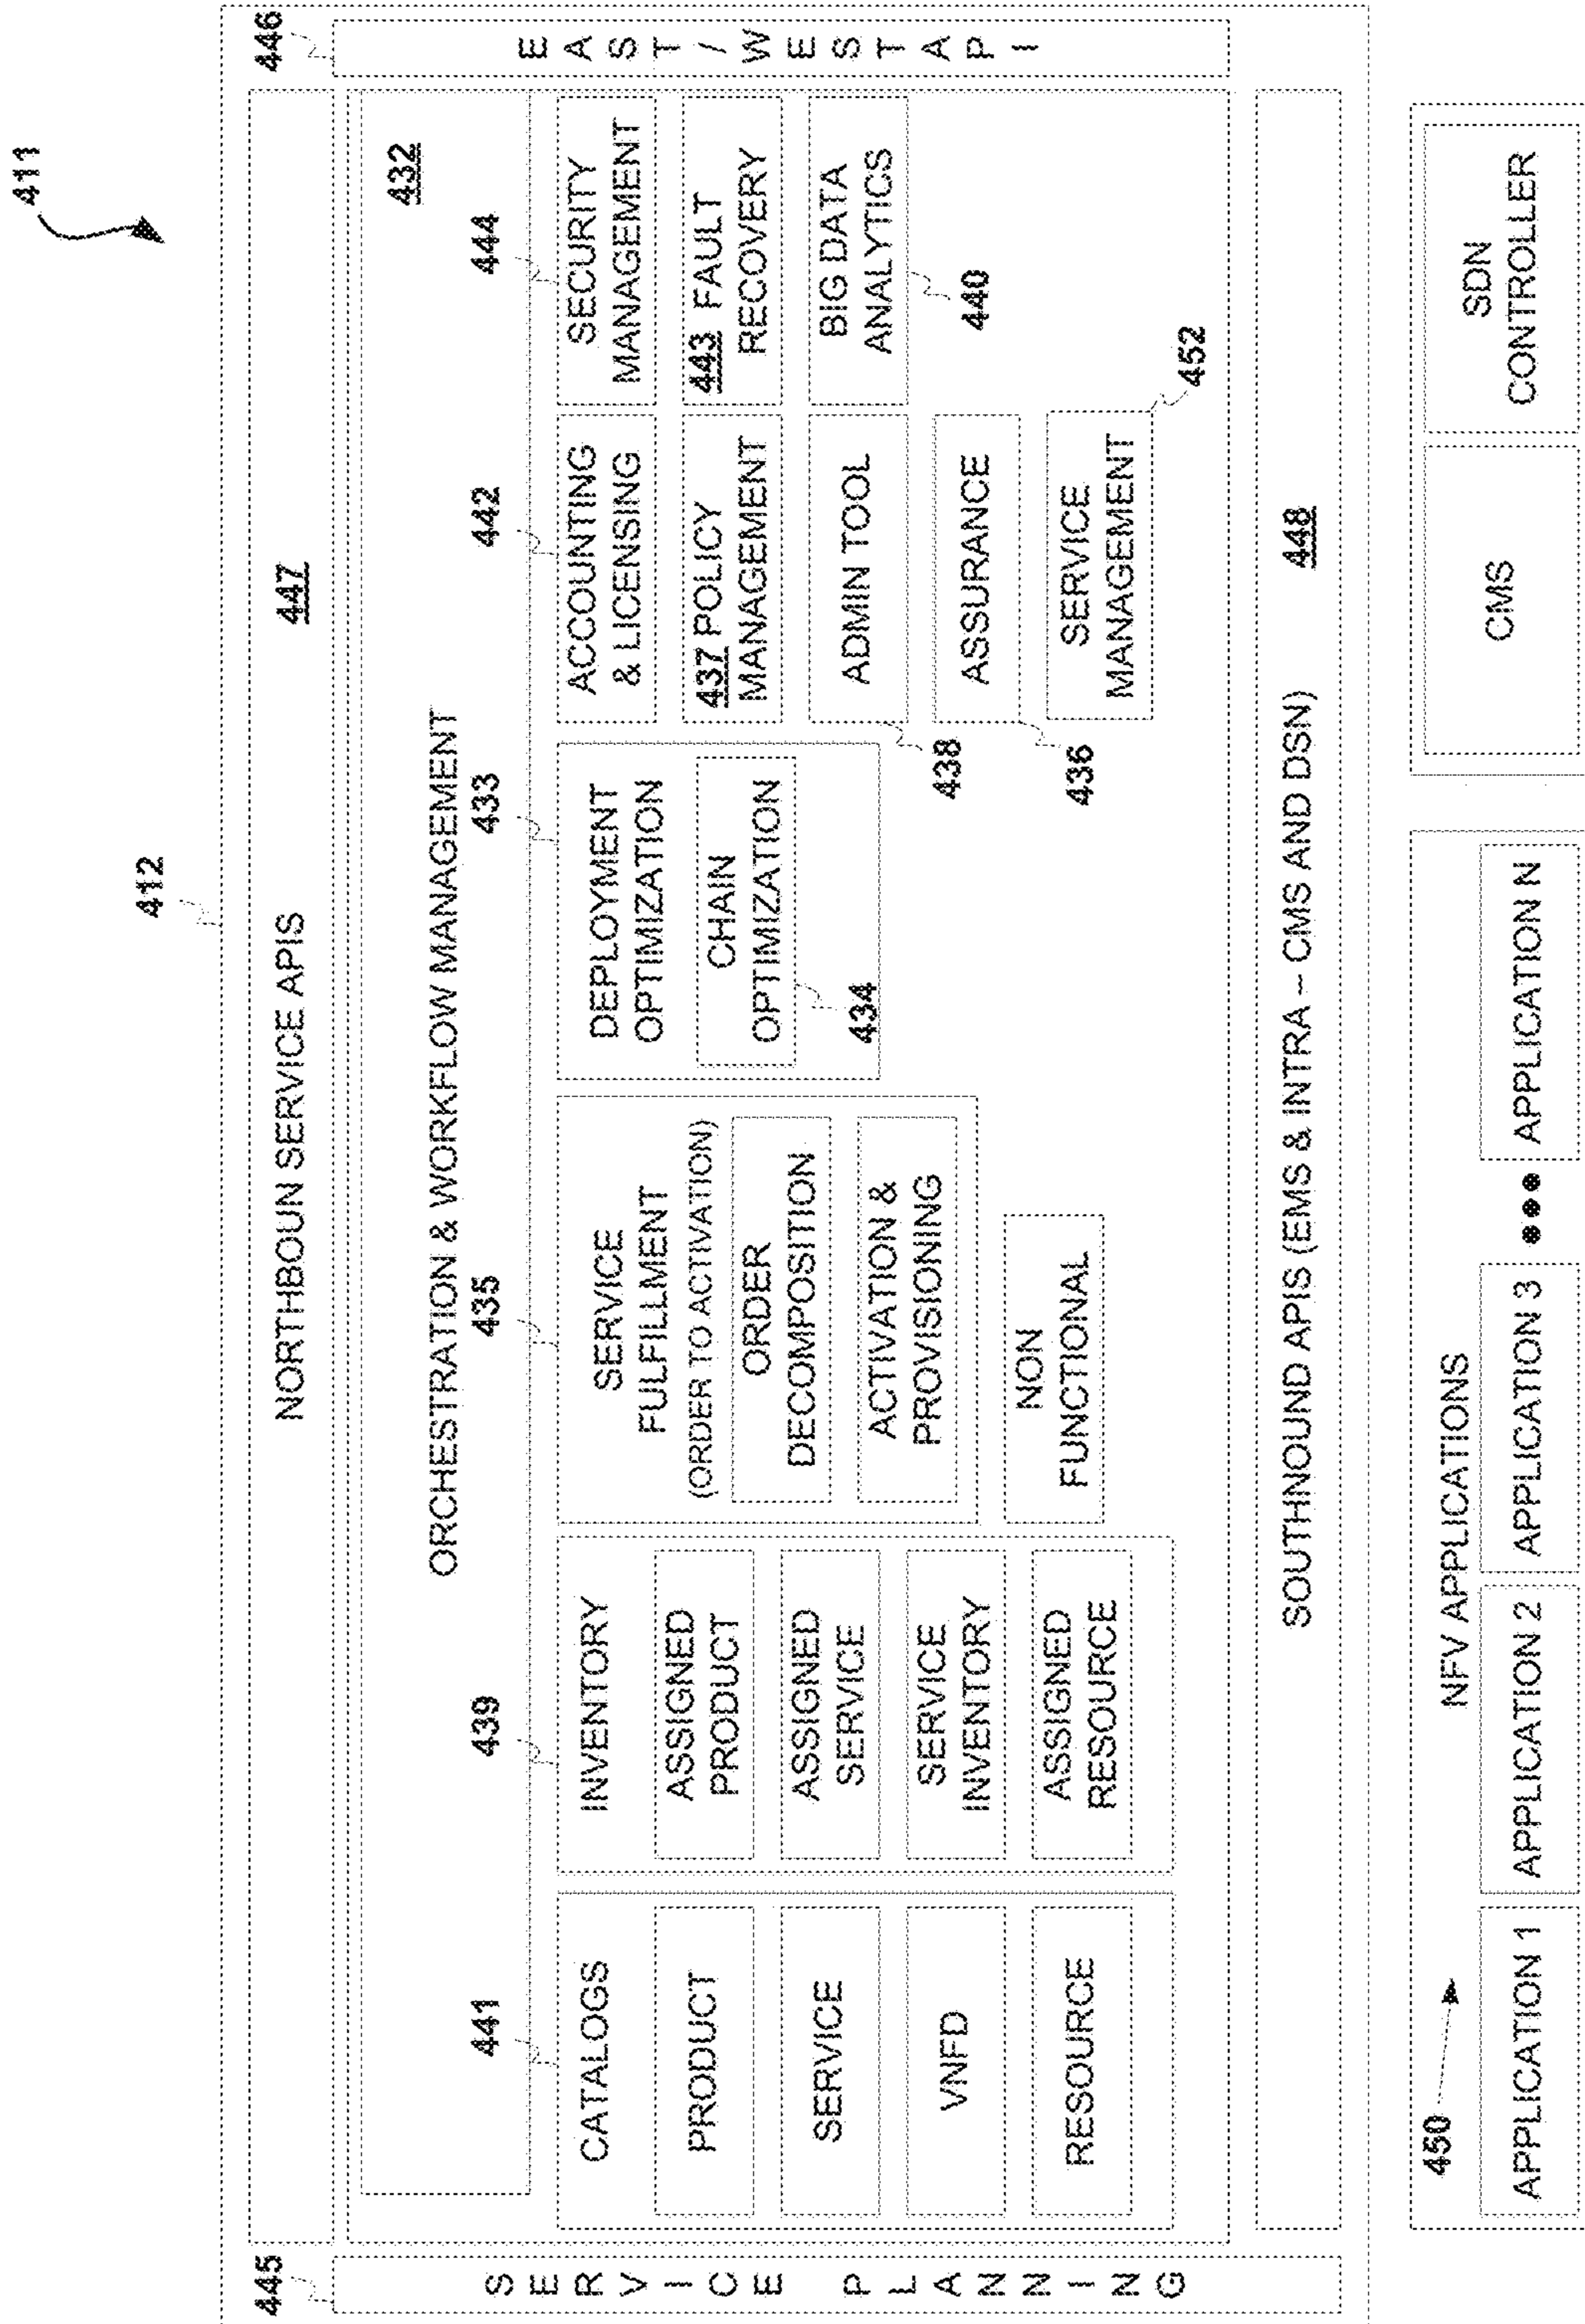 411
412
445
446
NORTHBOUN SERVICE APIS
447
SERVICE PLANNING
EAST/WESTAPI
432
ORCHESTRATION & WORKFLOW MANAGEMENT
441
439
435
433
442
444
CATALOGS
PRODUCT
SERVICE
VNFD
RESOURCE
INVENTORY
ASSIGNED
PRODUCT
ASSIGNED
SERVICE
SERVICE
INVENTORY
ASSIGNED
RESOURCE
SERVICE
FULFILLMENT
(ORDER TO ACTIVATION)
ORDER
DECOMPOSITION
ACTIVATION &
PROVISIONING
NON
FUNCTIONAL
DEPLOYMENT
OPTIMIZATION
CHAIN
OPTIMIZATION
434
ACCOUNTING
& LICENSING
437 POLICY
MANAGEMENT
ADMIN TOOL
438
ASSURANCE
436
SERVICE
MANAGEMENT
452
SECURITY
MANAGEMENT
443 FAULT
RECOVERY
BIG DATA
ANALYTICS
440
SOUTHNOUND APIS (EMS & INTRA – CMS AND DSN)
448
450
NFV APPLICATIONS
APPLICATION 1
APPLICATION 2
APPLICATION 3
APPLICATION N
CMS
SDN
CONTROLLER